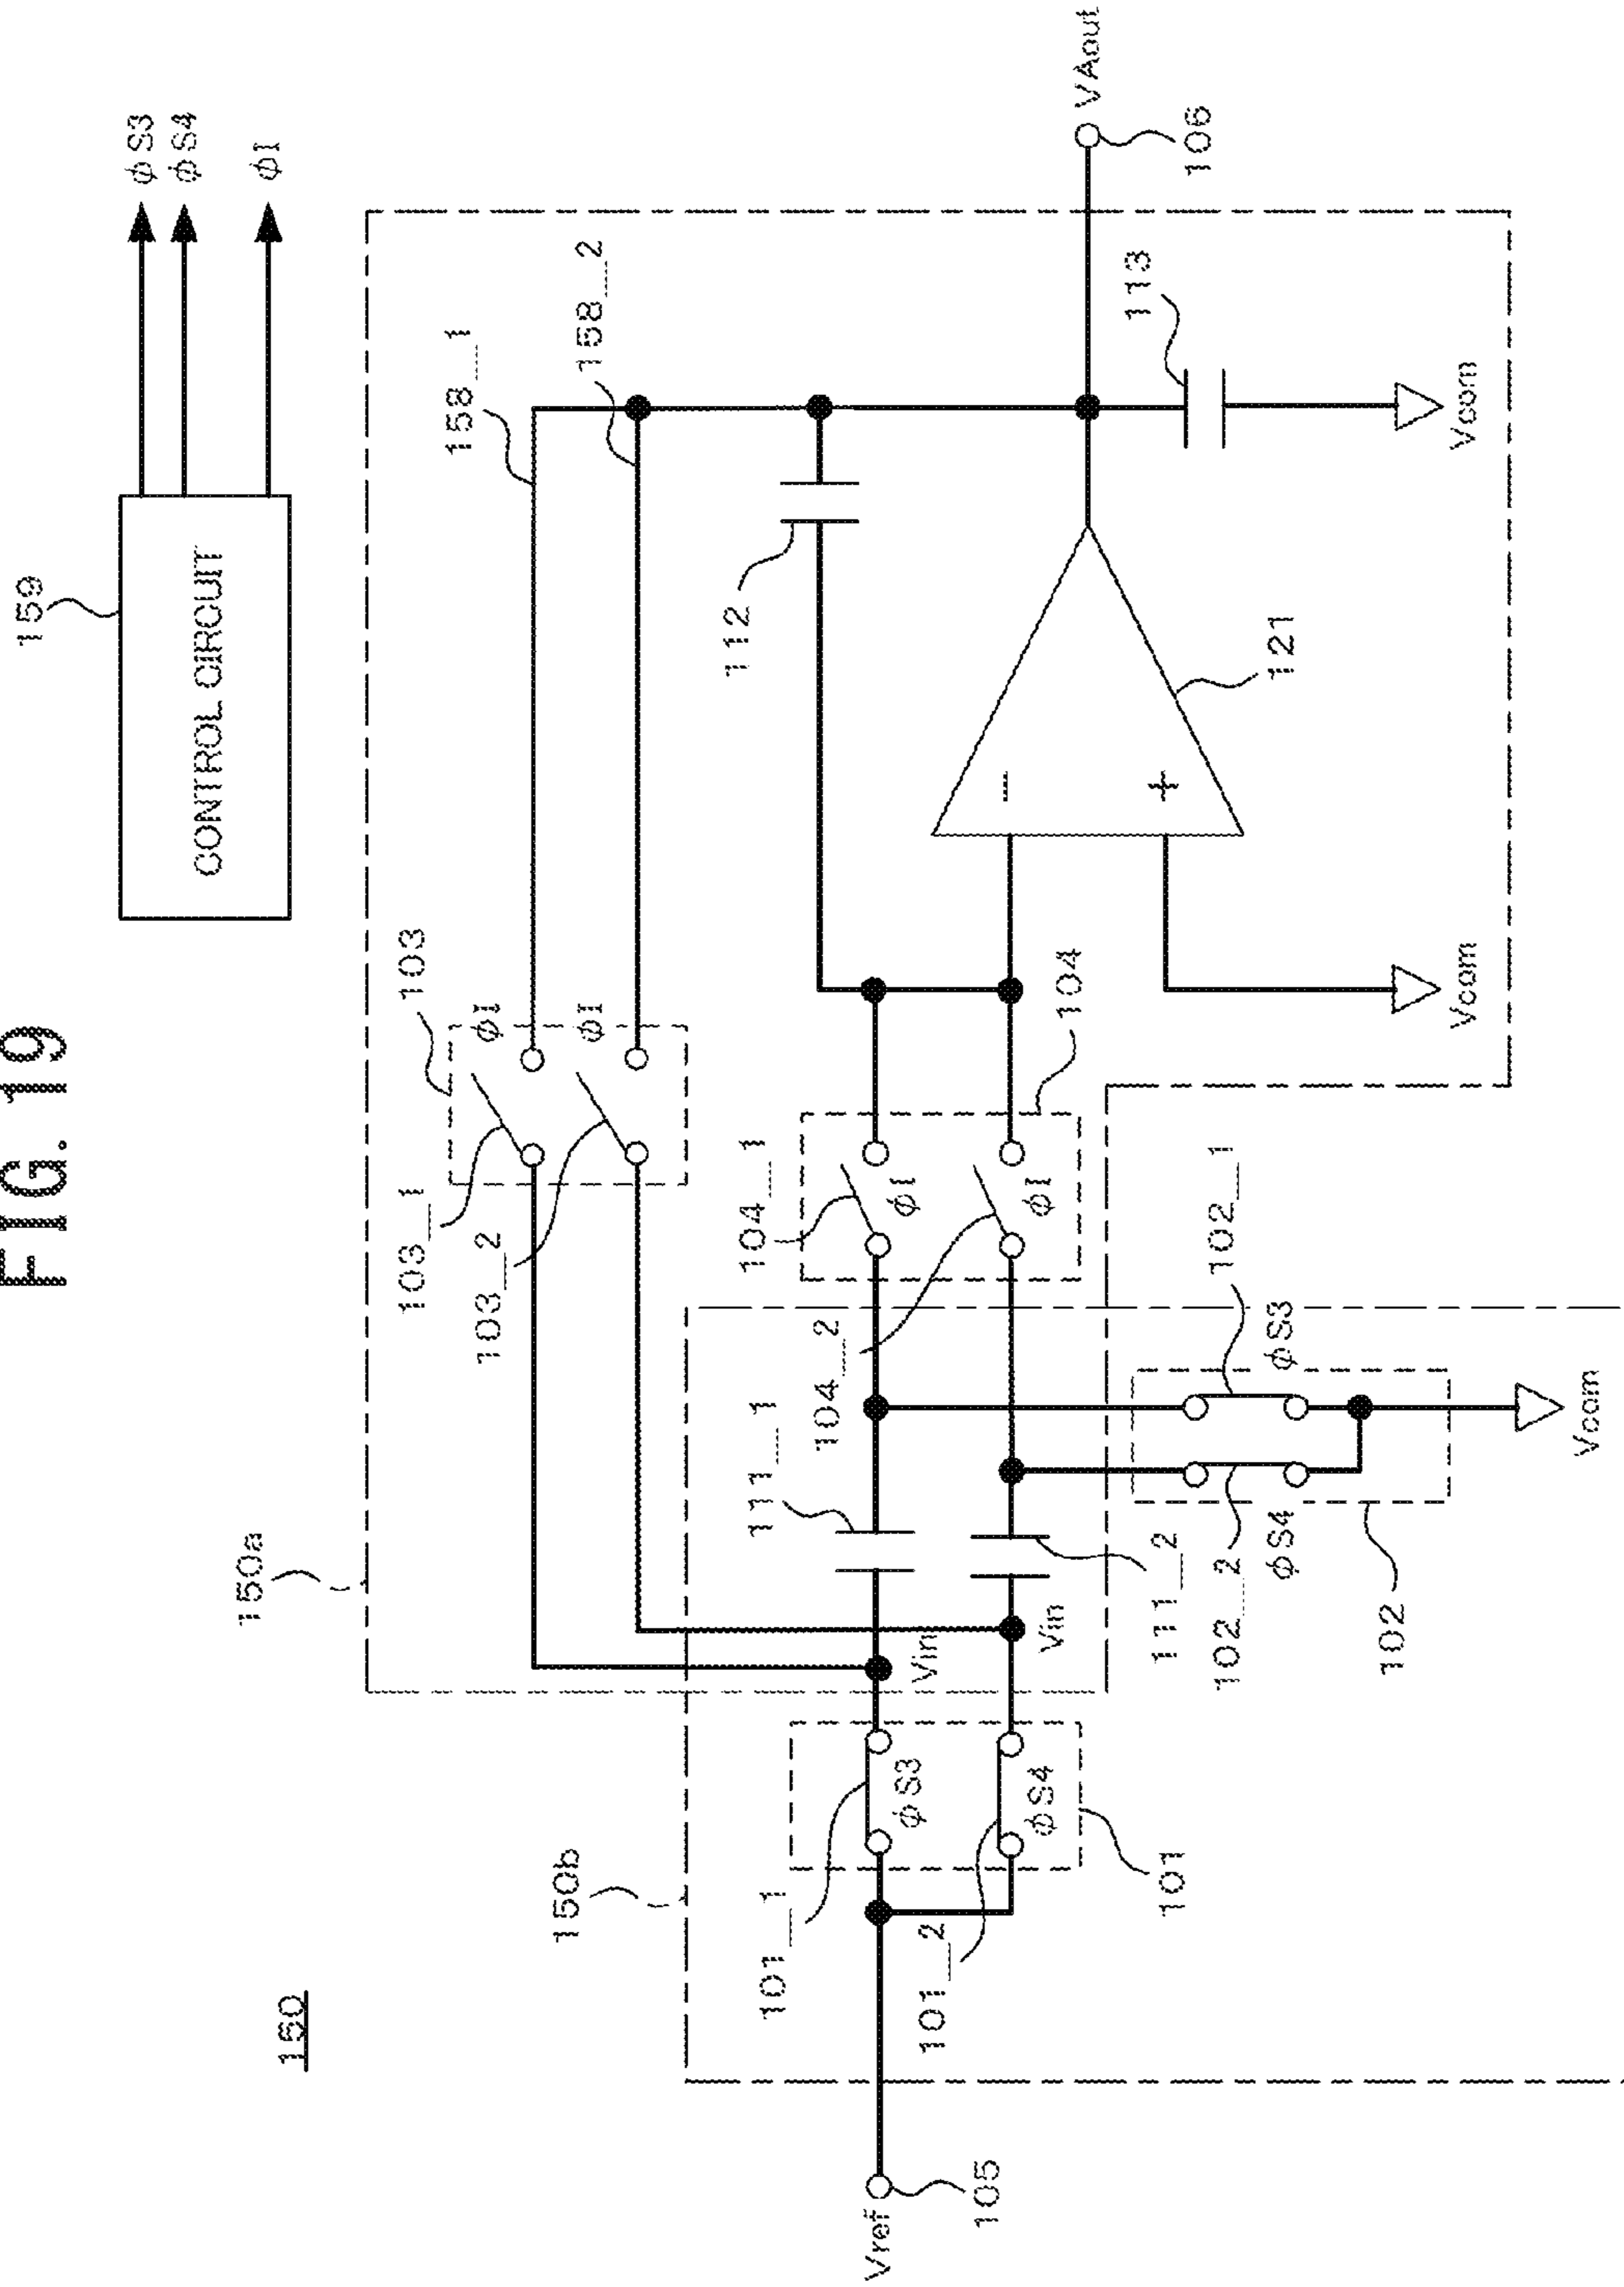 FIG. 19
150
159
CONTROL CIRCUIT
φS3
φS4
φI
150a
158_1
158_2
103
φI
φI
103_1
103_2
112
150b
111_1
104_1
φI
104_2
φI
104
121
−
+
113
VAout
106
Vcom
Vcom
Vref
105
101_1
φS3
101_2
φS4
101
Vin
Vin
111_2
102_1
φS3
102_2
φS4
102
Vcom